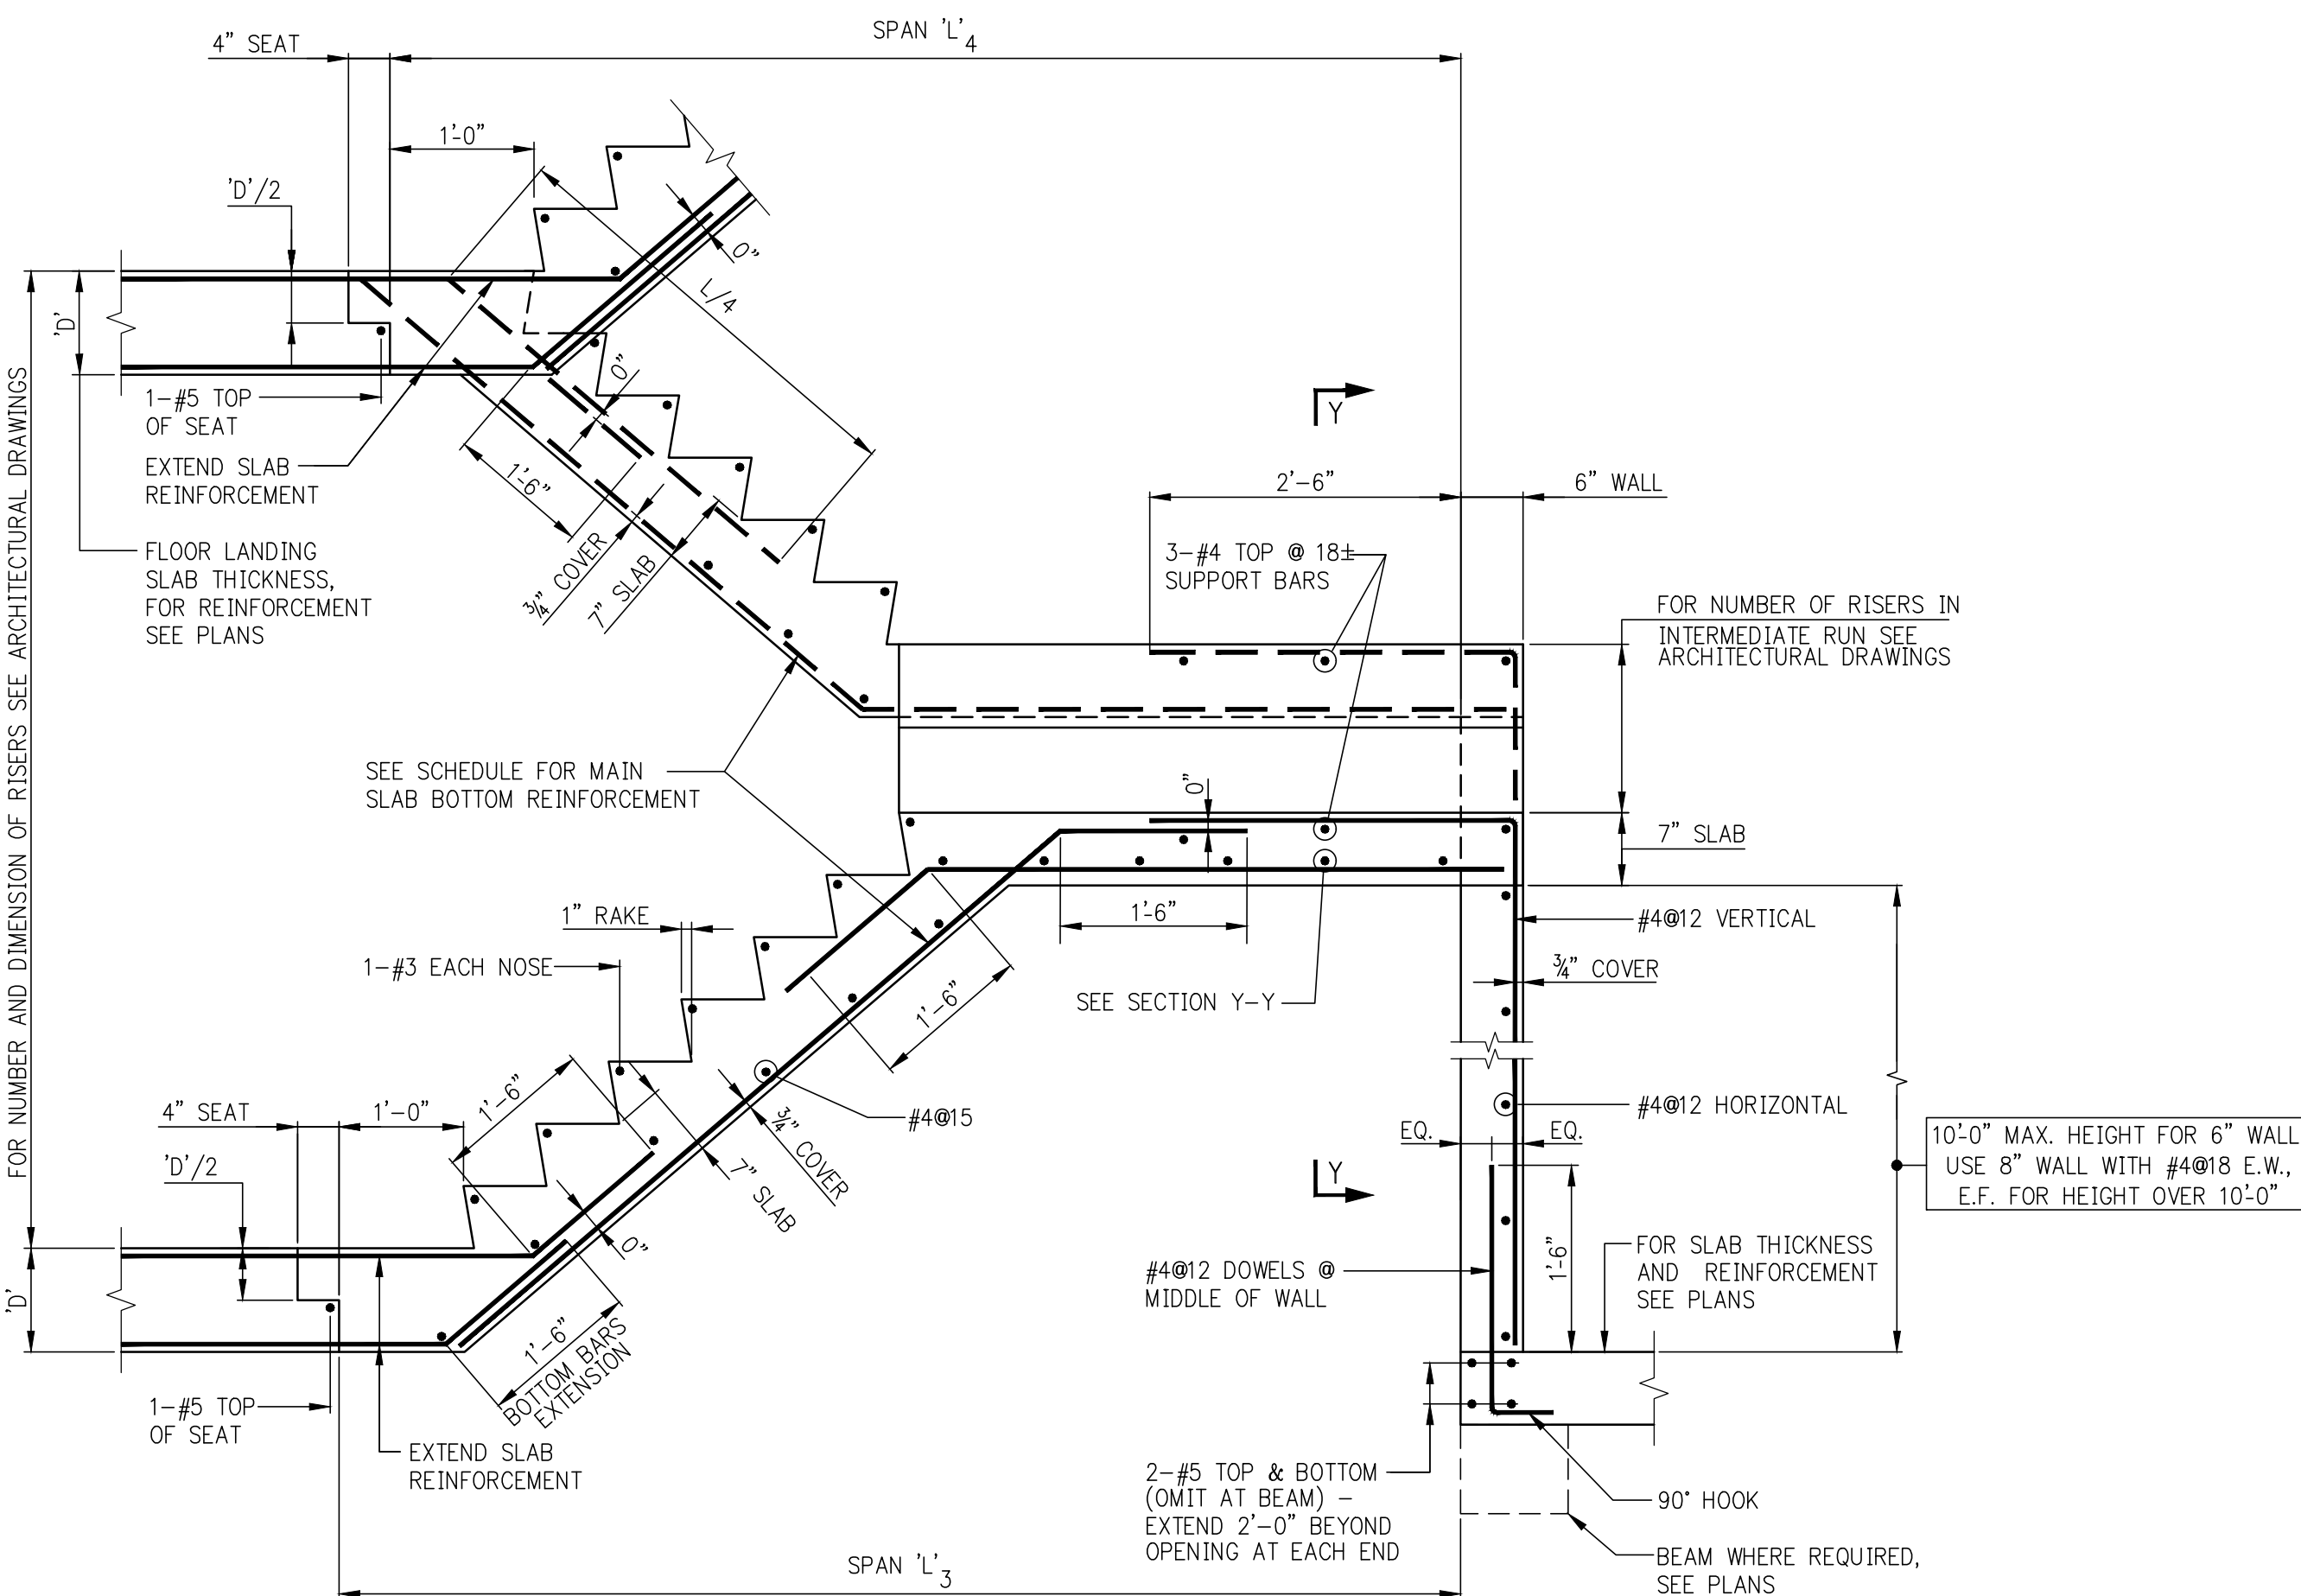 SPAN 'L'4
4" SEAT
1'-0"
'D'/2
0"
L/4
'D'
1-#5 TOP
OF SEAT
EXTEND SLAB
REINFORCEMENT
FLOOR LANDING
SLAB THICKNESS,
FOR REINFORCEMENT
SEE PLANS
FOR NUMBER AND DIMENSION OF RISERS SEE ARCHITECTURAL DRAWINGS
0"
1'-6"
¾" COVER
7" SLAB
Y
2'-6"
6" WALL
3-#4 TOP @ 18±
SUPPORT BARS
FOR NUMBER OF RISERS IN
INTERMEDIATE RUN SEE
ARCHITECTURAL DRAWINGS
SEE SCHEDULE FOR MAIN
SLAB BOTTOM REINFORCEMENT
0"
7" SLAB
1" RAKE
1-#3 EACH NOSE
1'-6"
1'-6"
SEE SECTION Y-Y
#4@12 VERTICAL
¾" COVER
#4@15
#4@12 HORIZONTAL
EQ.
EQ.
10'-0" MAX. HEIGHT FOR 6" WALL
USE 8" WALL WITH #4@18 E.W.,
E.F. FOR HEIGHT OVER 10'-0"
4" SEAT
1'-0"
1'-6"
'D'/2
¾" COVER
7" SLAB
0"
Y
'D'
#4@12 DOWELS @
MIDDLE OF WALL
1'-6"
FOR SLAB THICKNESS
AND REINFORCEMENT
SEE PLANS
1'-6"
BOTTOM BARS
EXTENSION
1-#5 TOP
OF SEAT
EXTEND SLAB
REINFORCEMENT
2-#5 TOP & BOTTOM
(OMIT AT BEAM) -
EXTEND 2'-0" BEYOND
OPENING AT EACH END
90° HOOK
BEAM WHERE REQUIRED,
SEE PLANS
SPAN 'L'3